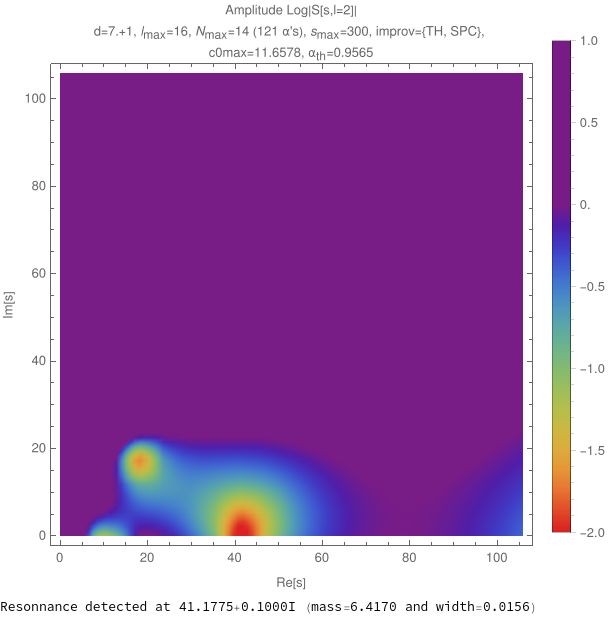 Amplitude Log|S[s,l=2]|
d=7.+1, lmax=16, Nmax=14 (121 α's), smax=300, improv={TH, SPC},
c0max=11.6578, αth=0.9565
1.0
0.5
0.
-0.5
-1.0
-1.5
-2.0
100
80
60
40
20
0
Im[s]
0 20 40 60 80 100
Re[s]
Resonnance detected at 41.1775+0.1000I (mass=6.4170 and width=0.0156)